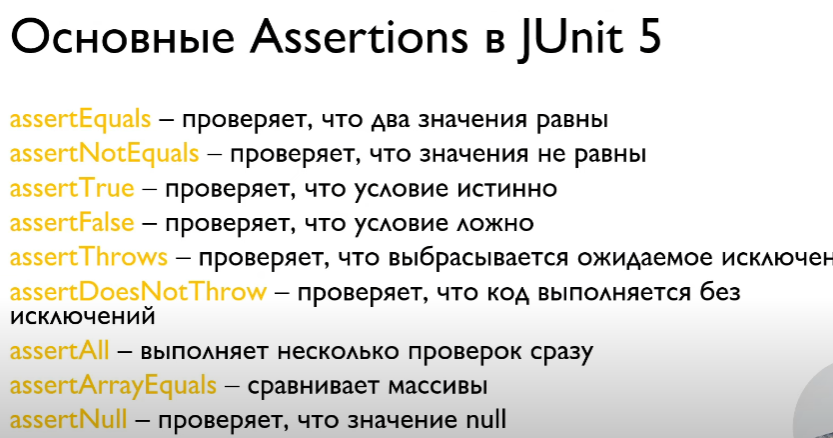 Основные Assertions в JUnit 5
assertEquals – проверяет, что два значения равны
assertNotEquals – проверяет, что значения не равны
assertTrue – проверяет, что условие истинно
assertFalse – проверяет, что условие ложно
assertThrows – проверяет, что выбрасывается ожидаемое исключен
assertDoesNotThrow – проверяет, что код выполняется без
исключений
assertAll – выполняет несколько проверок сразу
assertArrayEquals – сравнивает массивы
assertNull – проверяет, что значение null